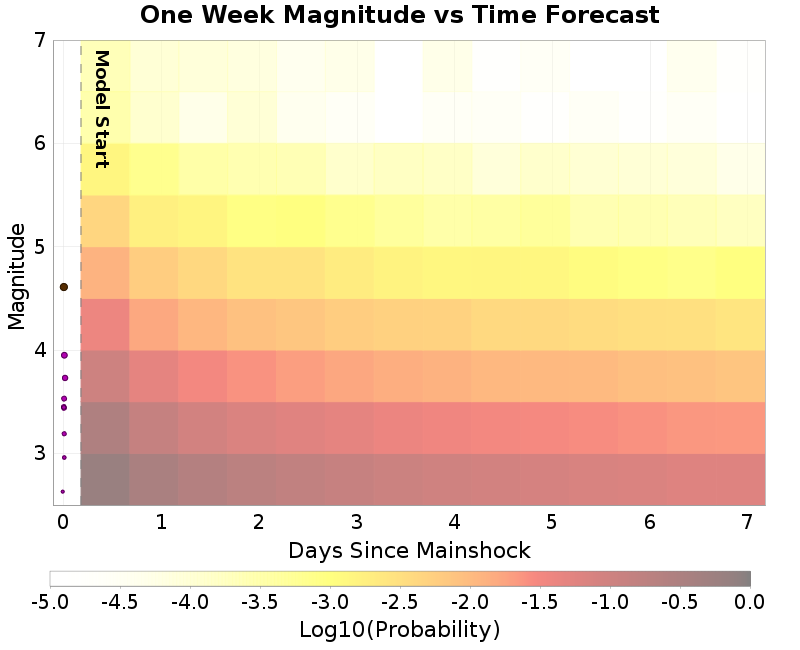 One Week Magnitude vs Time Forecast
Model Start
Magnitude
7
6
5
4
3
0 1 2 3 4 5 6 7
Days Since Mainshock
-5.0 -4.5 -4.0 -3.5 -3.0 -2.5 -2.0 -1.5 -1.0 -0.5 0.0
Log10(Probability)